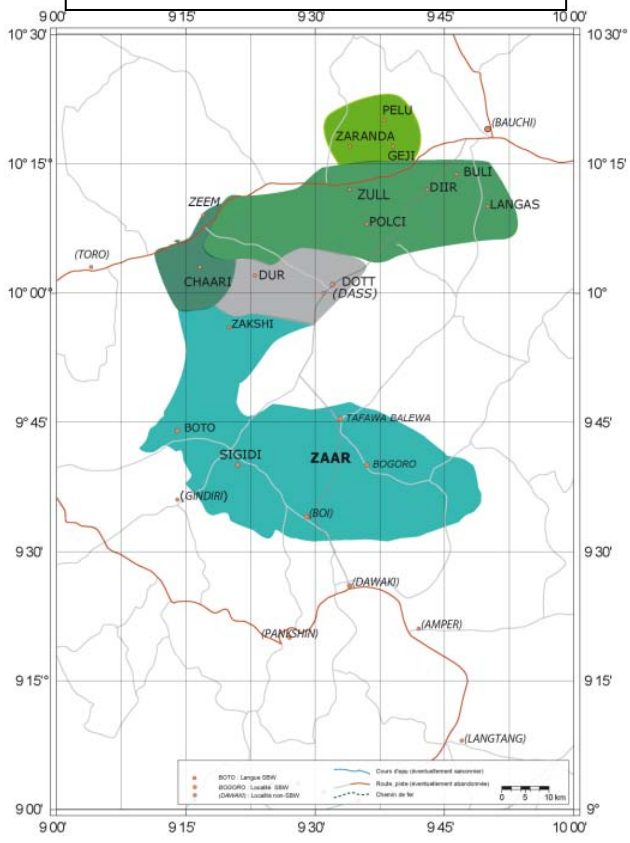 9 00' 9 15' 9 30' 9 45' 10 00'
10° 30' 10 30°
PELU
(BAUCHI)
ZARANDA
GEJI
10°15' 10°15'
BULI
ZULL DIIR
ZEEM LANGAS
POLCI
(TORO)
CHAARI DUR DOTT
(DASS)
10°00' 10°
ZAKSHI
9°45 9 45'
TAFAWA BALEWA
BOTO
SIGIDI ZAAR BOGORO
(GINDIRI)
(BOI)
9 30' 9 30'
(DAWAKI)
(PANKSHIN) (AMPER)
9 15'° 9 15'
(LANGTANG)
BOTO : Langue SBW
BOGORO : Localité SBW
(DAWAKI) : Localité non-SBW
Cours d'eau (éventuellement saisonnier)
Route, piste (éventuellement abandonnée)
Chemin de fer
0 5 10 km
9 00' 9°
9 00' 9 15' 9 30' 9 45' 10 00'